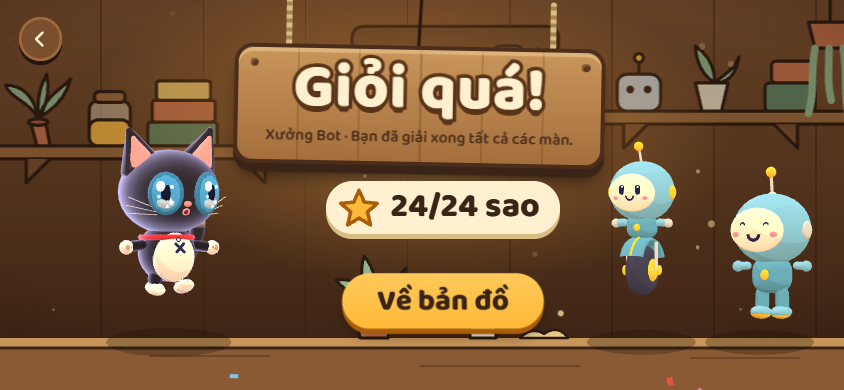 Giỏi quá!
Xưởng Bot · Bạn đã giải xong tất cả các màn.
24/24 sao
Về bản đồ